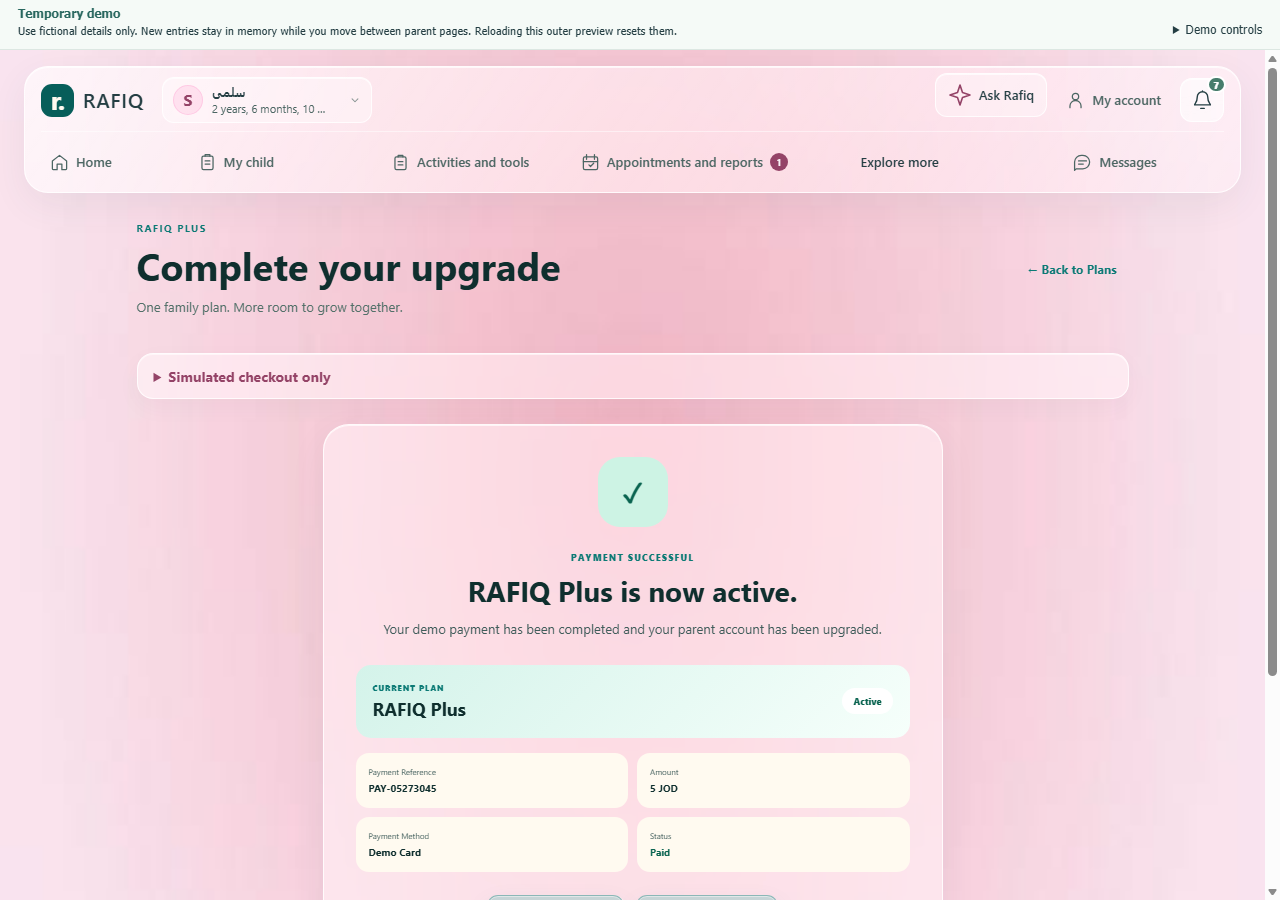 Temporary demo
Use fictional details only. New entries stay in memory while you move between parent pages. Reloading this outer preview resets them.
▶ Demo controls
r. RAFIQ
S
سلمى
2 years, 6 months, 10 ...
Ask Rafiq
My account
7
Home
My child
Activities and tools
Appointments and reports 1
Explore more
Messages
RAFIQ PLUS
Complete your upgrade
← Back to Plans
One family plan. More room to grow together.
▶ Simulated checkout only
✓
PAYMENT SUCCESSFUL
RAFIQ Plus is now active.
Your demo payment has been completed and your parent account has been upgraded.
CURRENT PLAN
RAFIQ Plus
Active
Payment Reference
PAY-05273045
Amount
5 JOD
Payment Method
Demo Card
Status
Paid